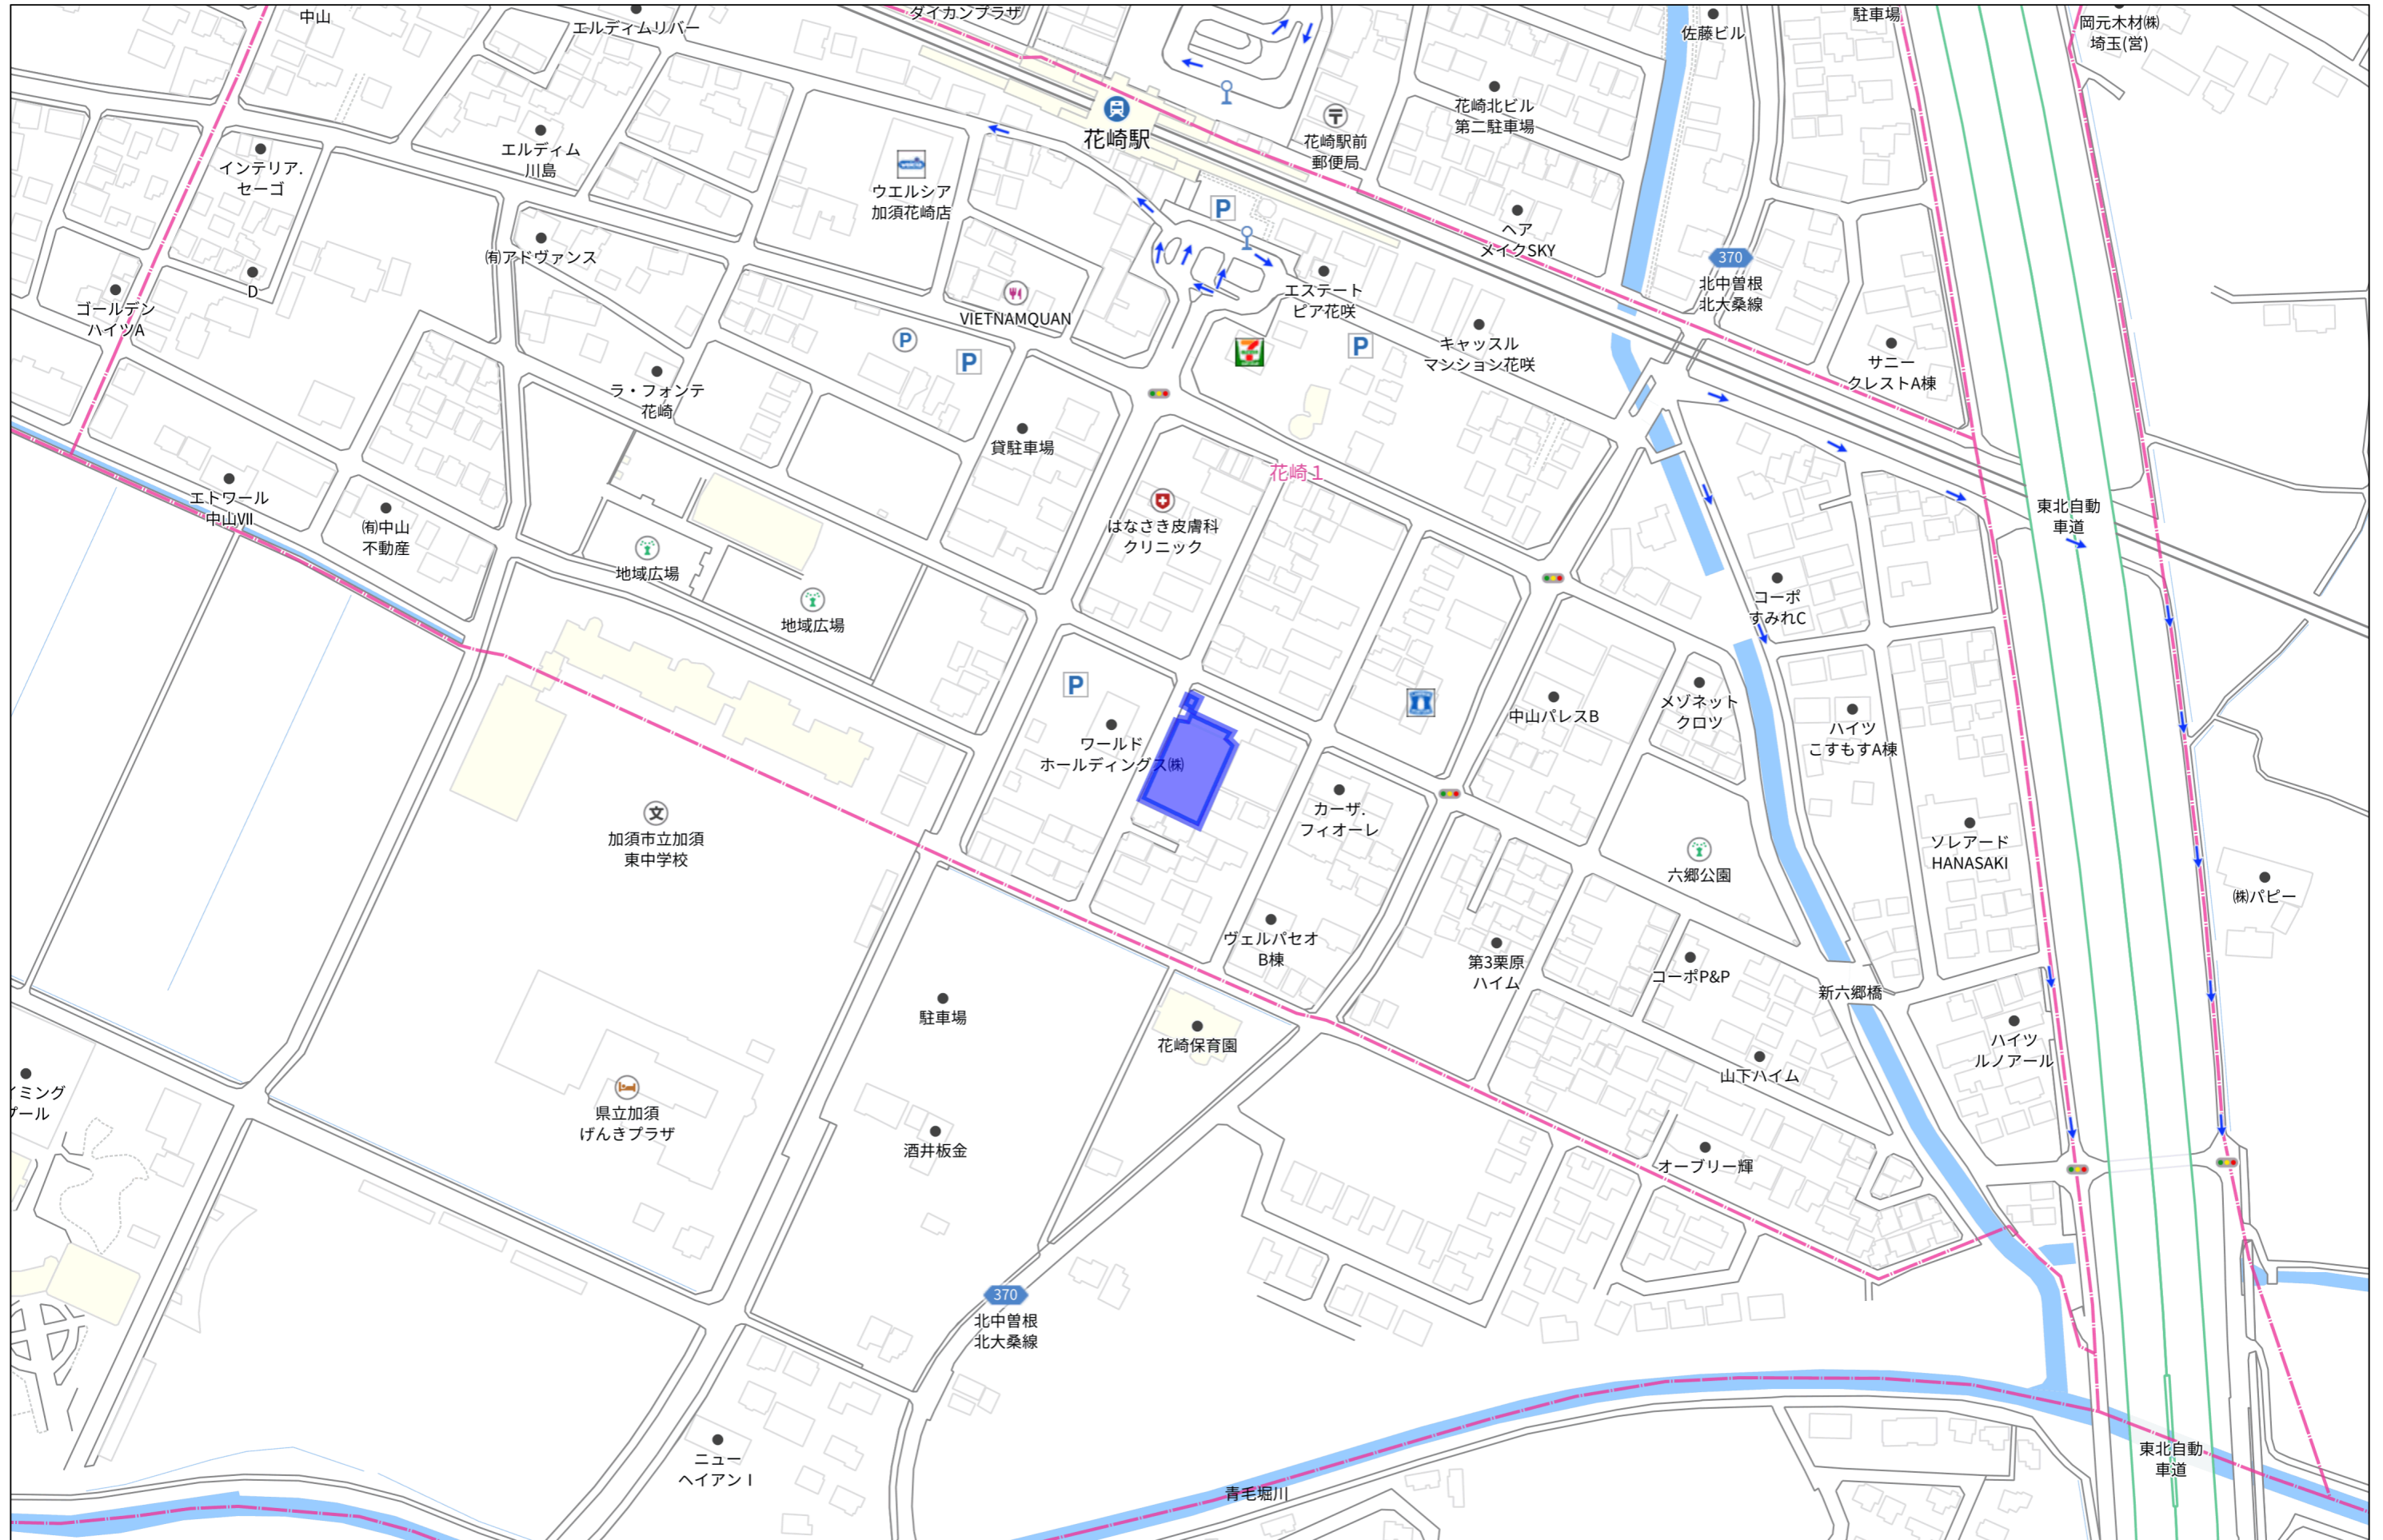 中山
エルディムリバー
ダイカンプラザ
佐藤ビル
駐車場
岡元木材㈱
埼玉(営)
花崎北ビル
第二駐車場
花崎駅
花崎駅前
郵便局
エルディム
川島
インテリア.
セーゴ
ウエルシア
加須花崎店
P
ヘア
メイクSKY
㈲アドヴァンス
370
北中曽根
北大桑線
D
ゴールデン
ハイツA
エステート
ピア花咲
VIETNAMQUAN
P
P
P
キャッスル
マンション花咲
サニー
クレストA棟
ラ・フォンテ
花崎
貸駐車場
花崎1
エトワール
中山Ⅶ
㈲中山
不動産
はなさき皮膚科
クリニック
東北自動
車道
地域広場
地域広場
コーポ
すみれC
P
中山パレスB
メゾネット
クロツ
ハイツ
こすもすA棟
ワールド
ホールディングス㈱
カーザ.
フィオーレ
文
加須市立加須
東中学校
六郷公園
ソレアード
HANASAKI
㈱パピー
ヴェルパセオ
B棟
第3栗原
ハイム
コーポP&P
新六郷橋
駐車場
花崎保育園
ハイツ
ルノアール
イミング
プール
山下ハイム
県立加須
げんきプラザ
酒井板金
オーブリー輝
370
北中曽根
北大桑線
ニュー
ヘイアンⅠ
東北自動
車道
青毛堀川